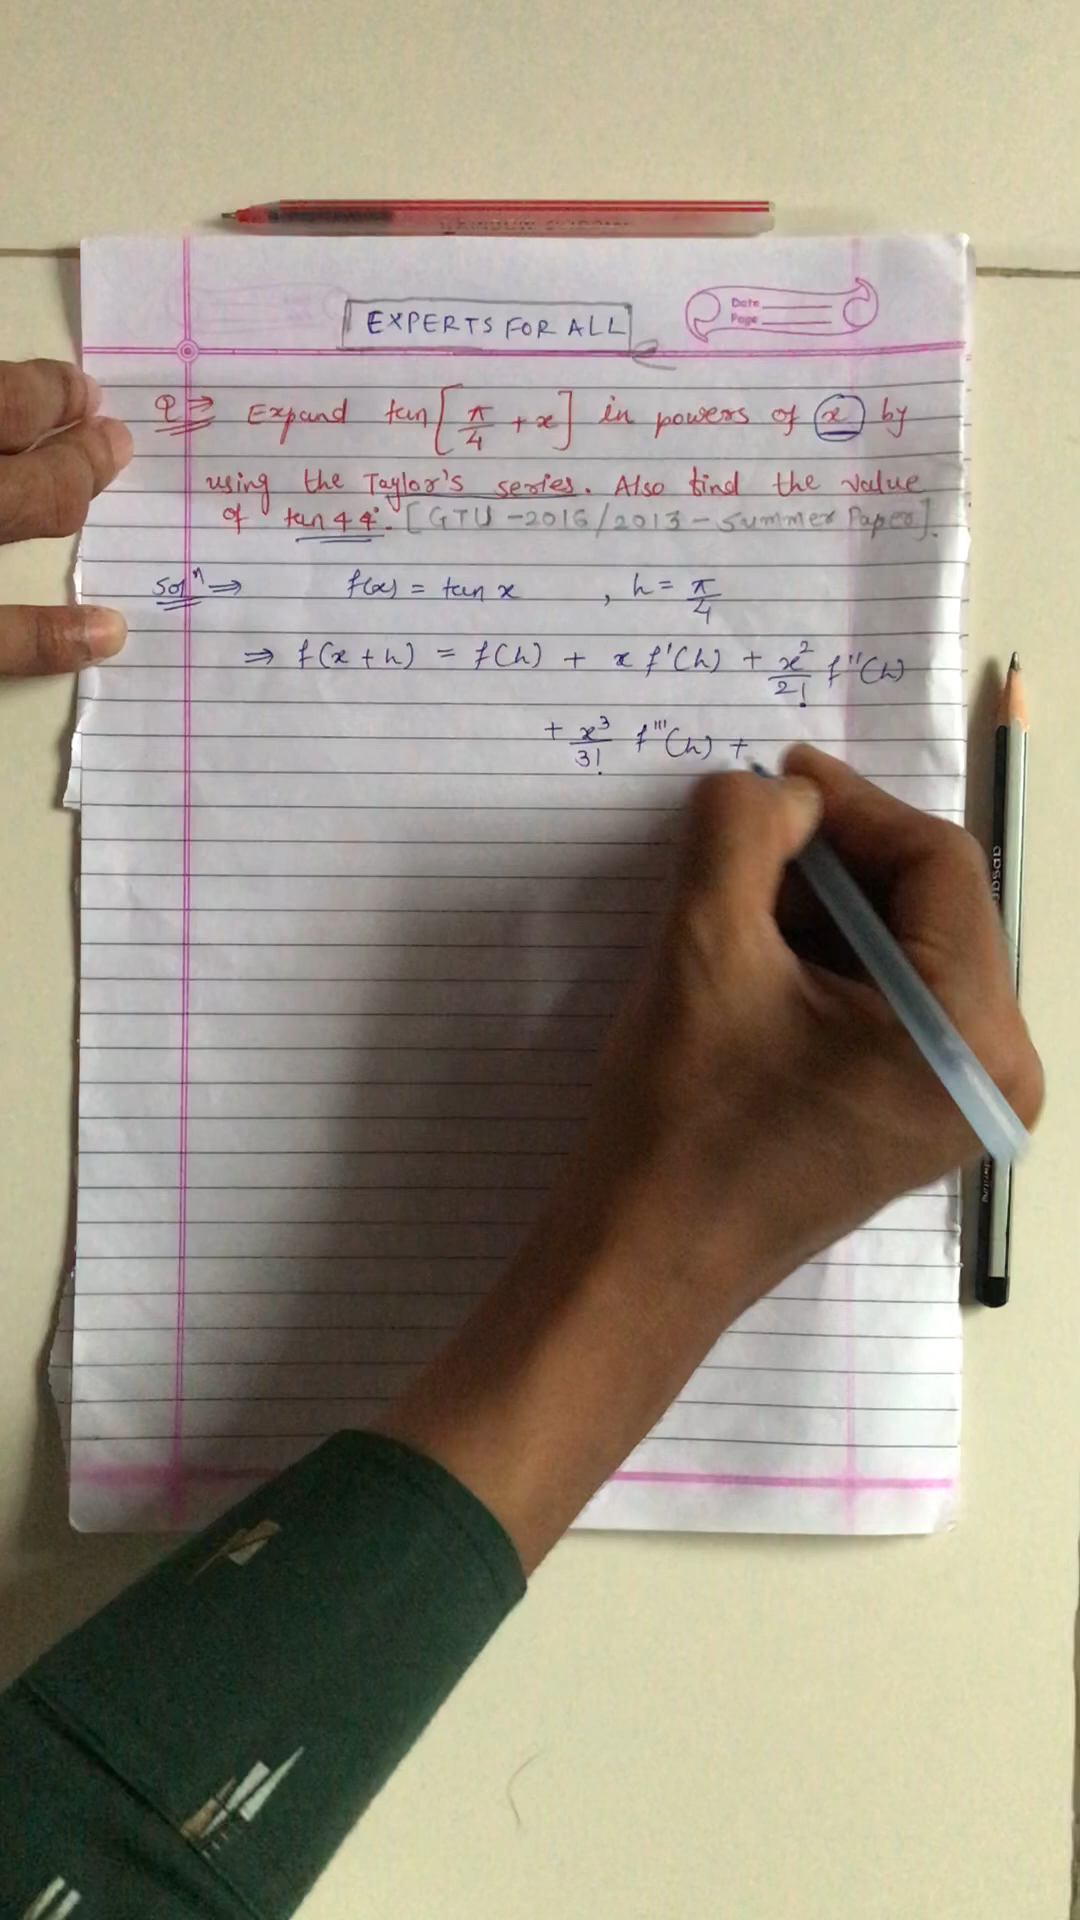 EXPERTS FOR ALL
Date
Page
Q ⇒ Expand tan[π/4 + x] in powers of x by
using the Taylor's series. Also find the value
of tan 44°. [GTU - 2016/2013 - Summer Paper].
Solⁿ ⇒ f(x) = tan x , h = π/4
⇒ f(x + h) = f(h) + x f'(h) + x²/2! f''(h)
+ x³/3! f'''(h) +